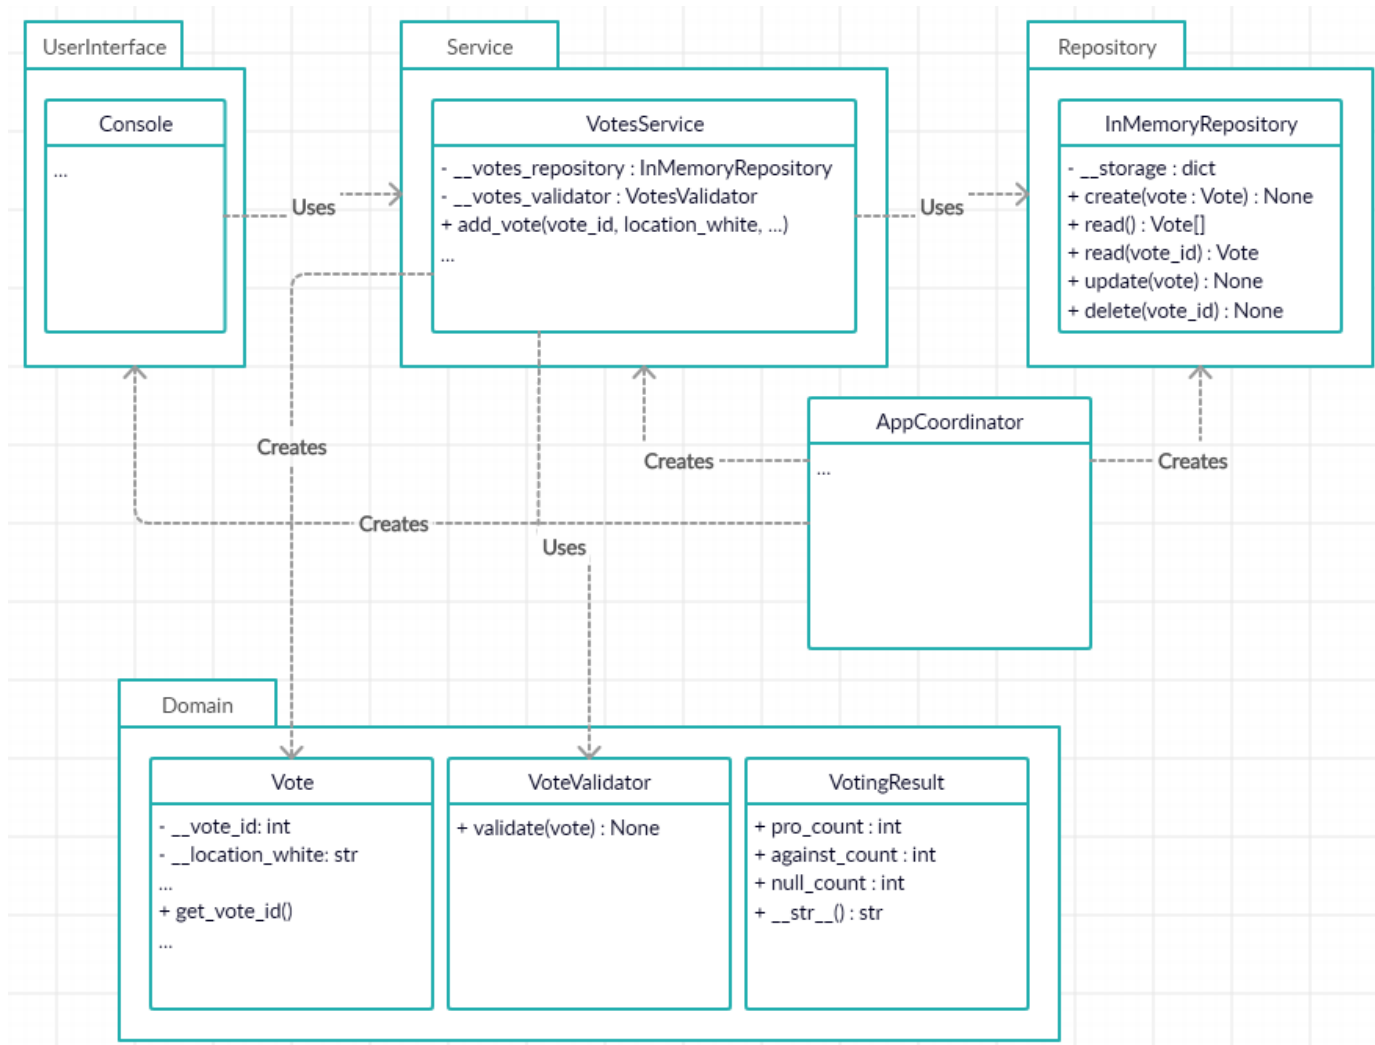 UserInterface
Console
...
Uses
Service
VotesService
- __votes_repository : InMemoryRepository
- __votes_validator : VotesValidator
+ add_vote(vote_id, location_white, ...)
...
Uses
Repository
InMemoryRepository
- __storage : dict
+ create(vote : Vote) : None
+ read() : Vote[]
+ read(vote_id) : Vote
+ update(vote) : None
+ delete(vote_id) : None
AppCoordinator
...
Creates
Creates
Creates
Creates
Uses
Domain
Vote
- __vote_id: int
- __location_white: str
...
+ get_vote_id()
...
VoteValidator
+ validate(vote) : None
VotingResult
+ pro_count : int
+ against_count : int
+ null_count : int
+ __str__() : str